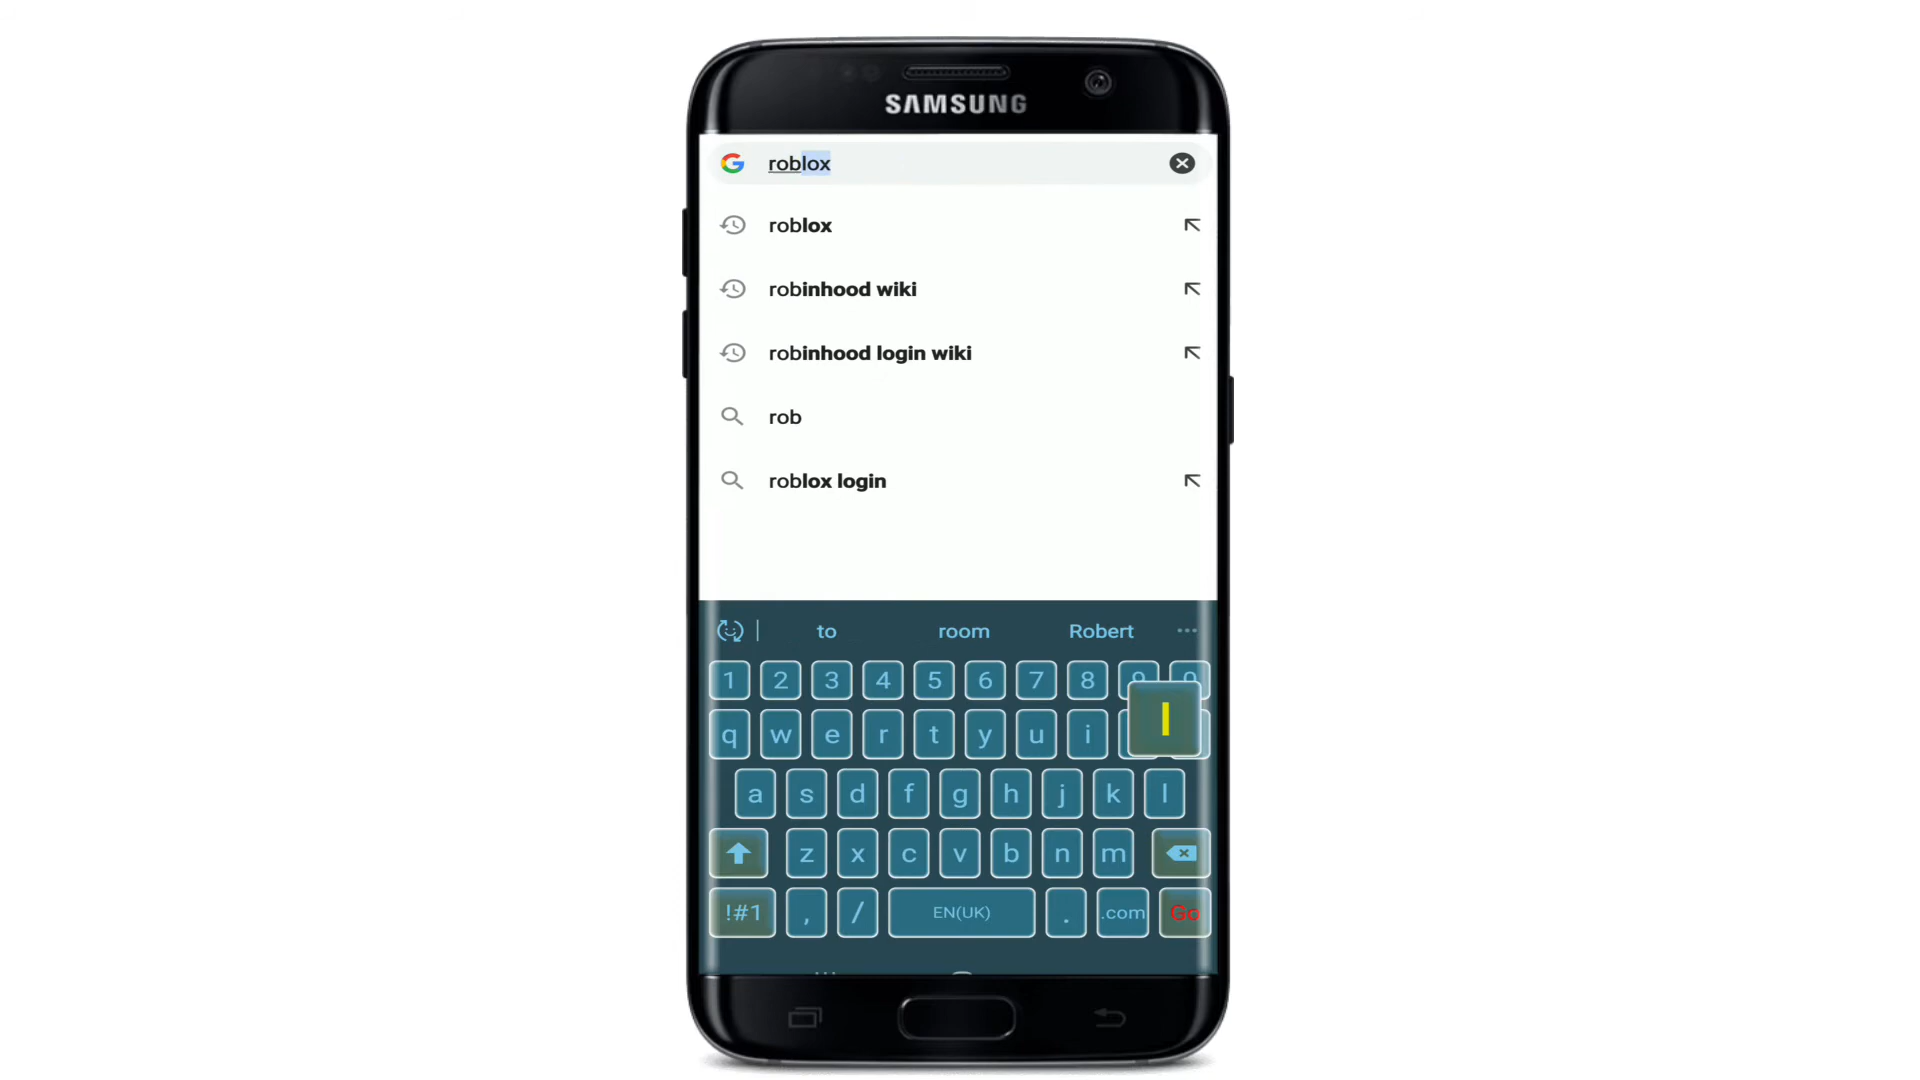 SAMSUNG
roblox
roblox
robinhood wiki
robinhood login wiki
rob
roblox login
to room Robert
1 2 3 4 5 6 7 8 9 0
q w e r t y u i l
a s d f g h j k l
z x c v b n m
!#1 , / EN(UK) . .com Go